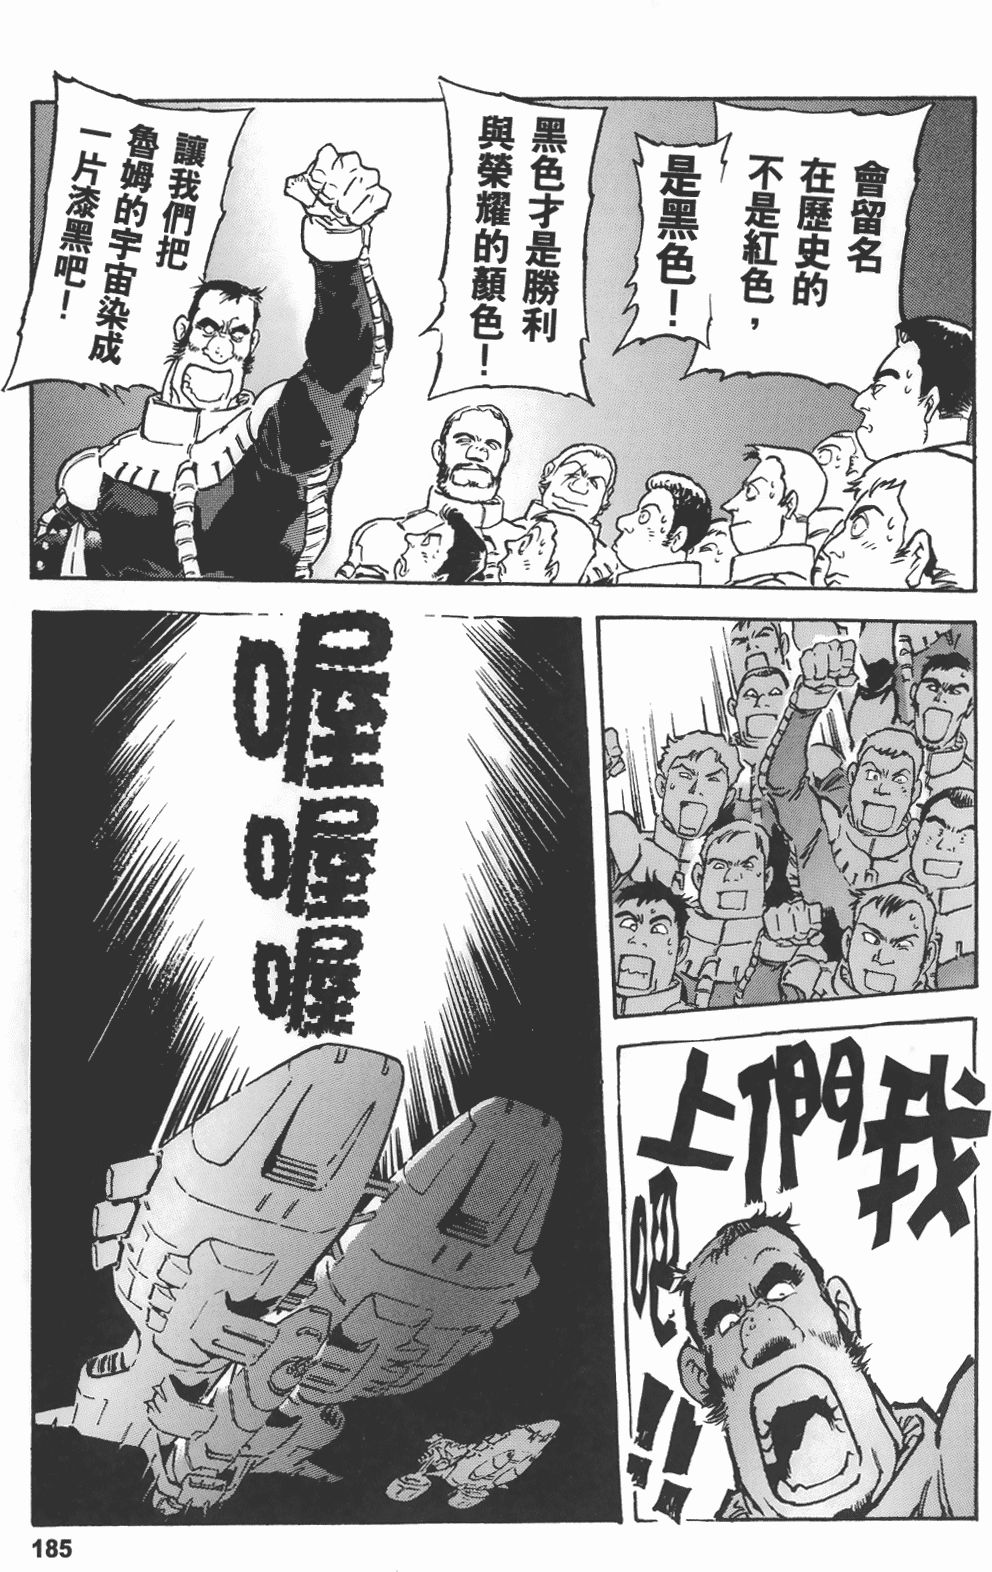 會留名
在歷史的
不是紅色，
是黑色！
黑色才是勝利
與榮耀的顏色！
讓我們把
魯姆的宇宙染成
一片漆黑吧！
我們上
吧!!
喔
喔
喔
185